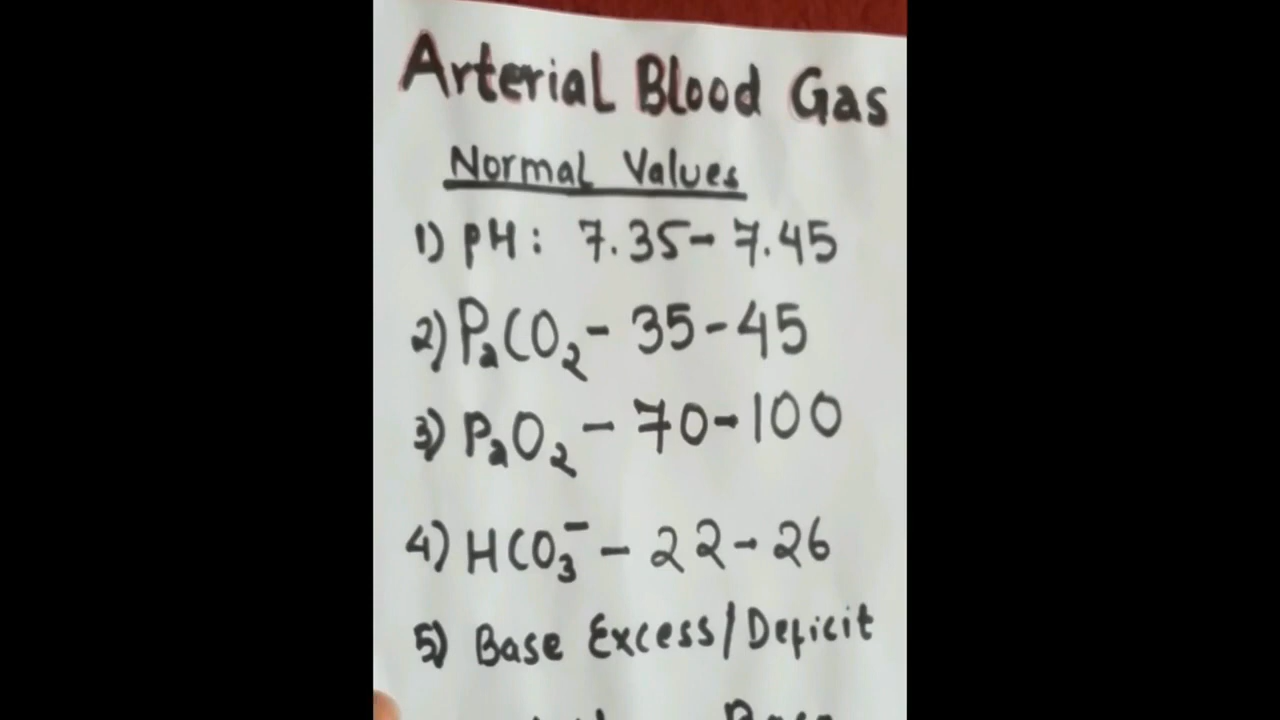 Arterial Blood Gas
Normal Values
1) pH: 7.35-7.45
2) PaCO₂- 35-45
3) PaO₂ - 70-100
4) HCO₃⁻ - 22-26
5) Base Excess/Deficit